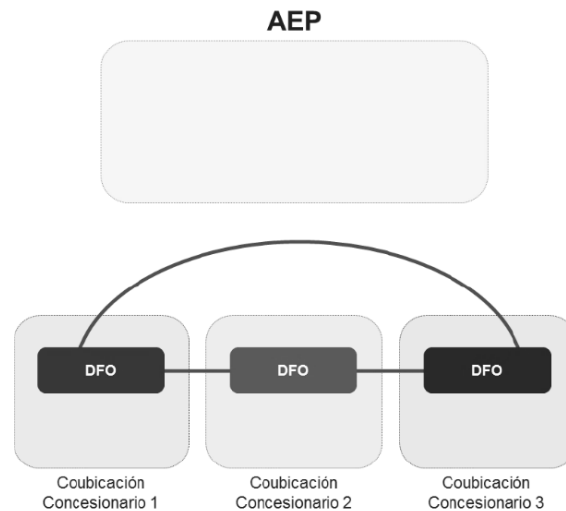 AEP
DFO
DFO
DFO
Coubicación
Concesionario 1
Coubicación
Concesionario 2
Coubicación
Concesionario 3